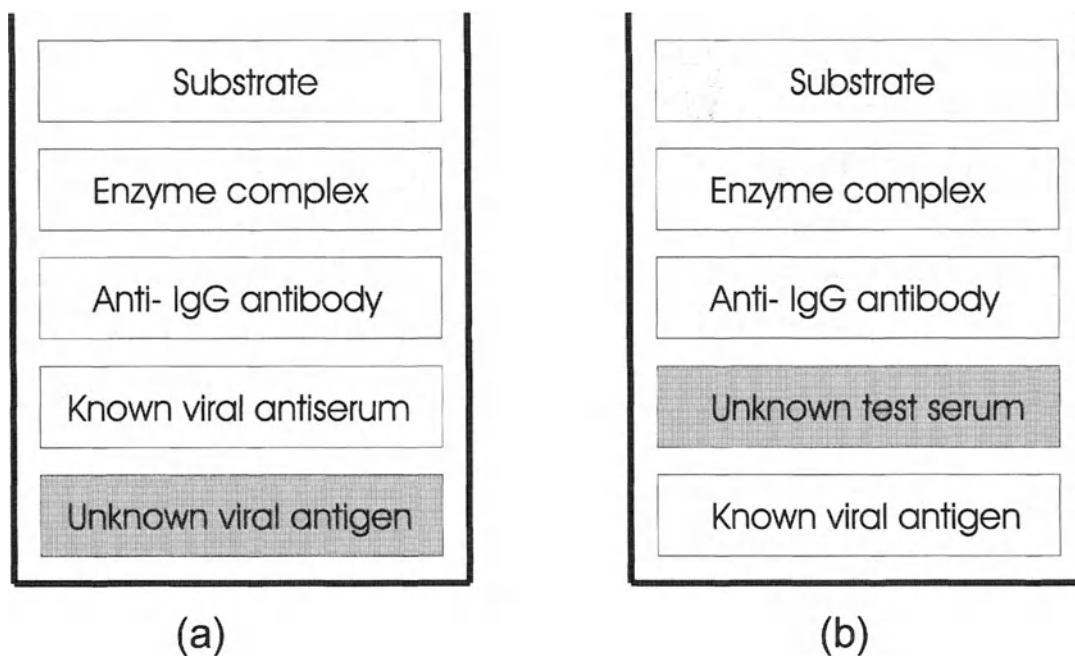 Substrate
Enzyme complex
Anti- IgG antibody
Known viral antiserum
Unknown viral antigen
(a)
Substrate
Enzyme complex
Anti- IgG antibody
Unknown test serum
Known viral antigen
(b)